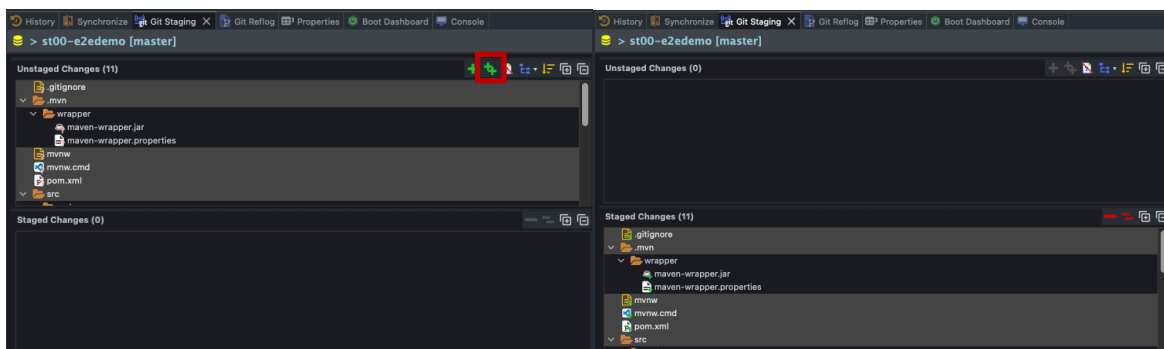 History Synchronize Git Staging Git Reflog Properties Boot Dashboard Console
> st00-e2edemo [master]
Unstaged Changes (11)
.gitignore
.mvn
wrapper
maven-wrapper.jar
maven-wrapper.properties
mvnw
mvnw.cmd
pom.xml
src
Staged Changes (0)
History Synchronize Git Staging Git Reflog Properties Boot Dashboard Console
> st00-e2edemo [master]
Unstaged Changes (0)
Staged Changes (11)
.gitignore
.mvn
wrapper
maven-wrapper.jar
maven-wrapper.properties
mvnw
mvnw.cmd
pom.xml
src